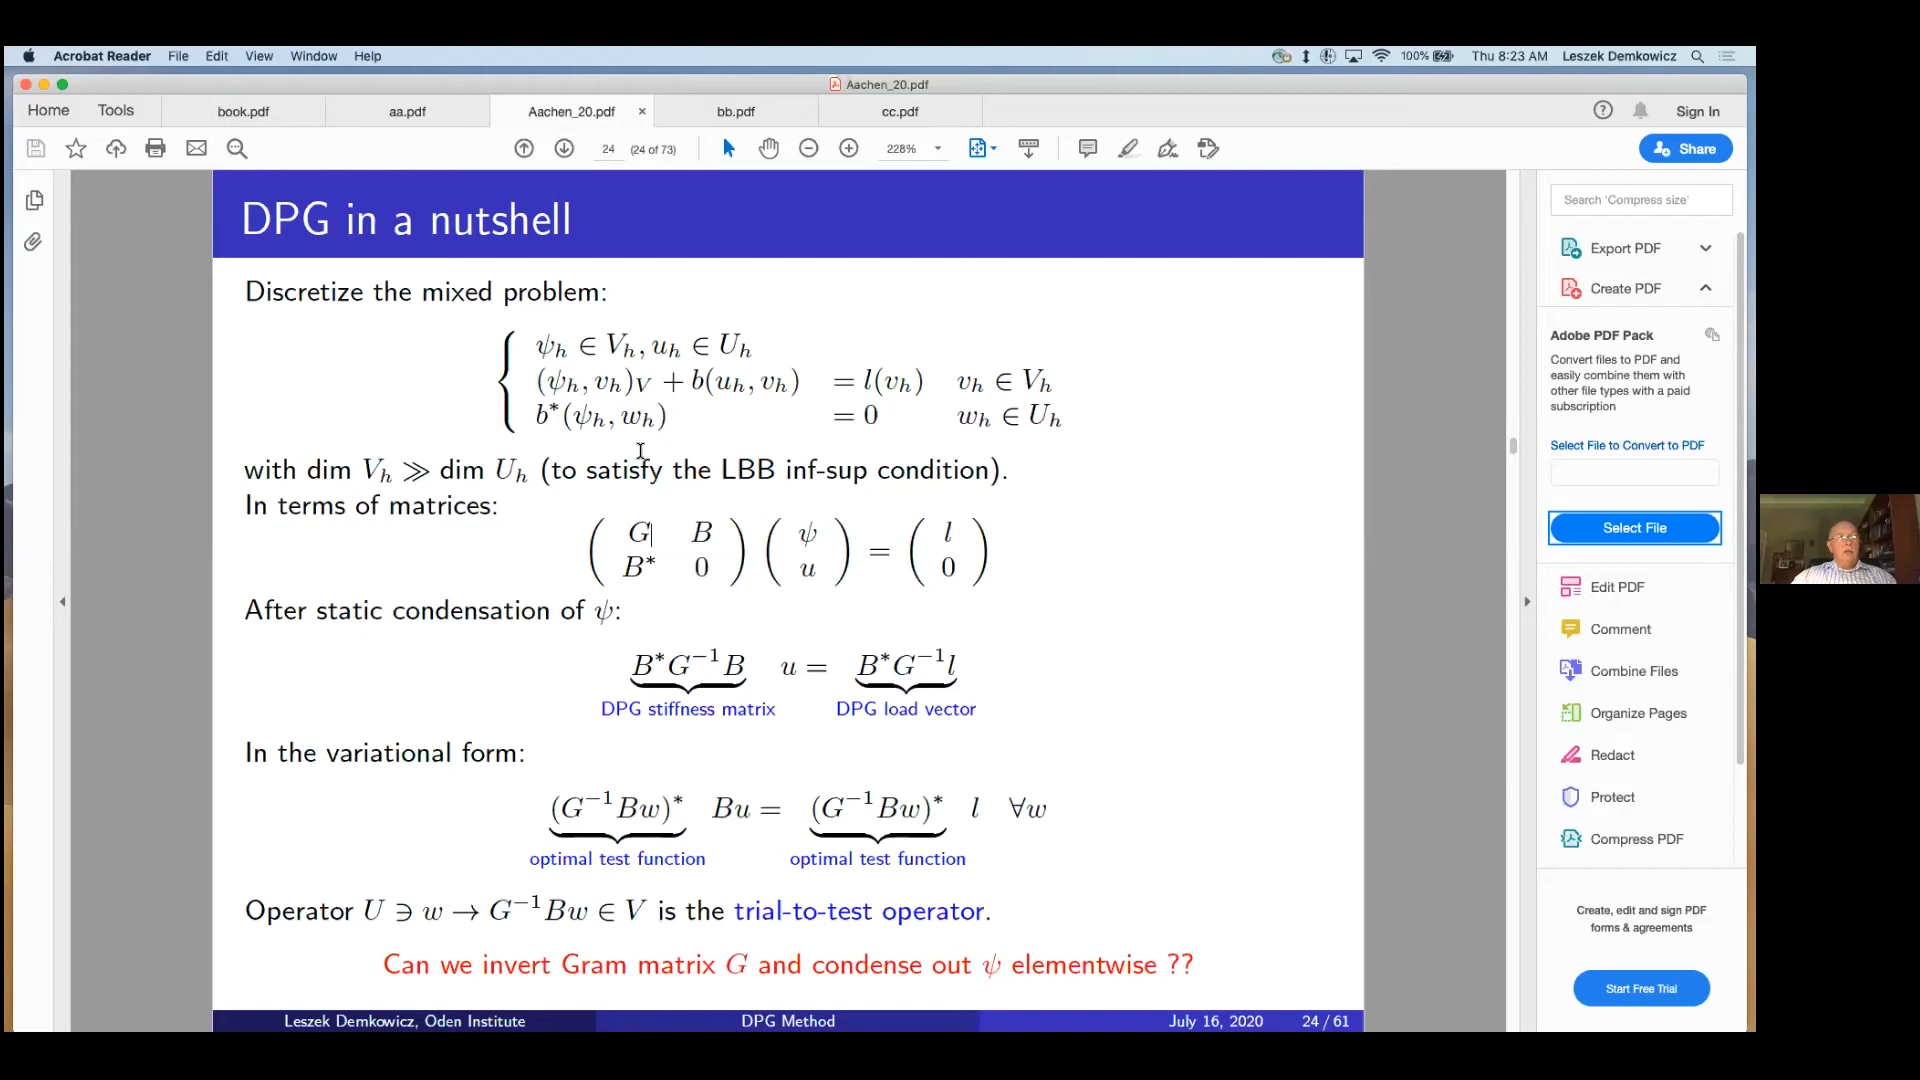 Acrobat Reader File Edit View Window Help 100% Thu 8:23 AM Leszek Demkowicz
Aachen_20.pdf
Home Tools book.pdf aa.pdf Aachen_20.pdf × bb.pdf cc.pdf Sign In
24 (24 of 73) 228% Share
DPG in a nutshell
Discretize the mixed problem:
ψ_h ∈ V_h, u_h ∈ U_h
(ψ_h, v_h)_V + b(u_h, v_h) = l(v_h) v_h ∈ V_h
b*(ψ_h, w_h) = 0 w_h ∈ U_h
with dim V_h ≫ dim U_h (to satisfy the LBB inf-sup condition).
In terms of matrices:
( G B ) ( ψ ) = ( l )
( B* 0 ) ( u ) ( 0 )
After static condensation of ψ:
B*G⁻¹B u = B*G⁻¹l
DPG stiffness matrix DPG load vector
In the variational form:
(G⁻¹Bw)* Bu = (G⁻¹Bw)* l ∀w
optimal test function optimal test function
Operator U ∋ w → G⁻¹Bw ∈ V is the trial-to-test operator.
Can we invert Gram matrix G and condense out ψ elementwise ??
Leszek Demkowicz, Oden Institute DPG Method July 16, 2020 24 / 61
Search 'Compress size'
Export PDF
Create PDF
Adobe PDF Pack
Convert files to PDF and
easily combine them with
other file types with a paid
subscription
Select File to Convert to PDF
Select File
Edit PDF
Comment
Combine Files
Organize Pages
Redact
Protect
Compress PDF
Create, edit and sign PDF
forms & agreements
Start Free Trial